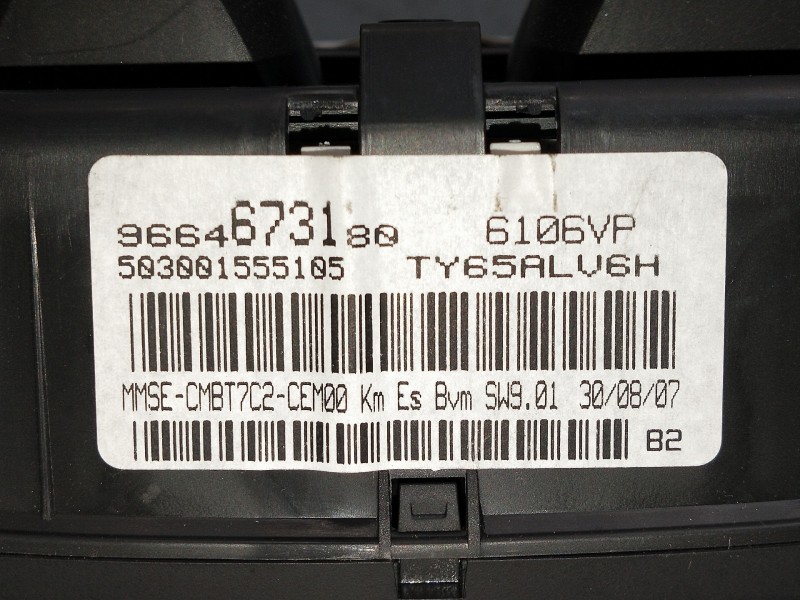 9664673180 6106VP
503001555105 TY65ALV6H
MMSE-CMBT7C2-CEM00 Km Es Bvm SW9.01 30/08/07
B2